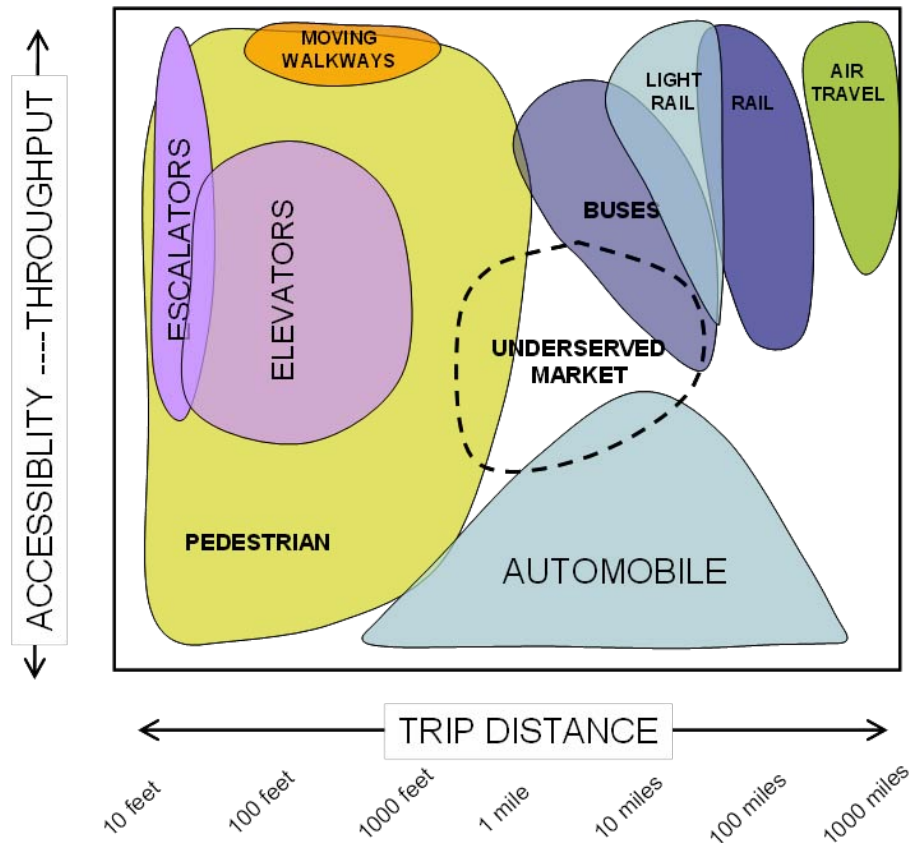 MOVING
WALKWAYS
LIGHT
RAIL
RAIL
AIR
TRAVEL
ESCALATORS
ELEVATORS
BUSES
UNDERSERVED
MARKET
PEDESTRIAN
AUTOMOBILE
ACCESSIBLITY ----THROUGHPUT
TRIP DISTANCE
10 feet
100 feet
1000 feet
1 mile
10 miles
100 miles
1000 miles